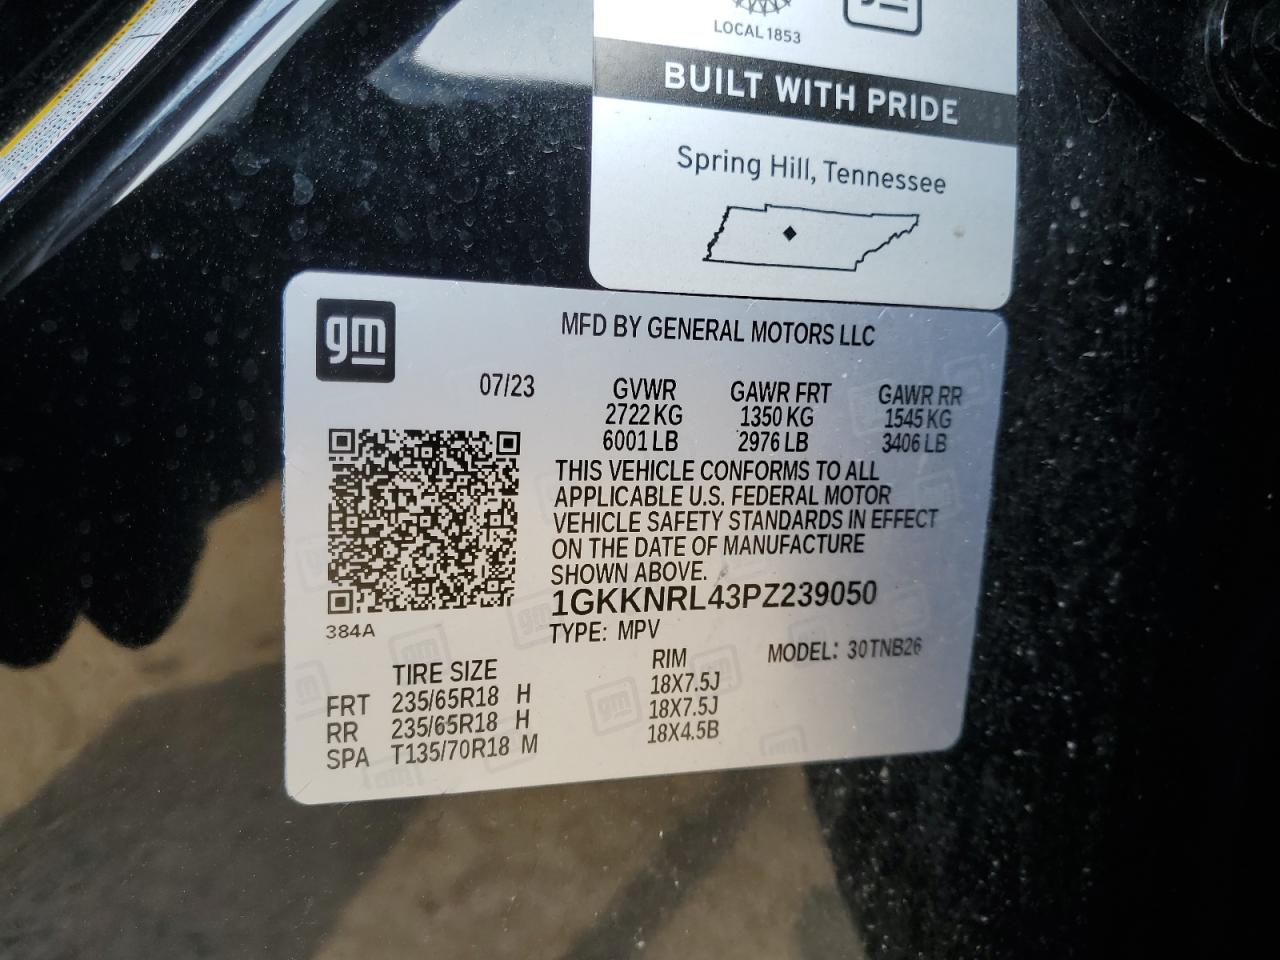 LOCAL 1853
BUILT WITH PRIDE
Spring Hill, Tennessee
gm
MFD BY GENERAL MOTORS LLC
07/23 GVWR GAWR FRT GAWR RR
2722 KG 1350 KG 1545 KG
6001 LB 2976 LB 3406 LB
THIS VEHICLE CONFORMS TO ALL
APPLICABLE U.S. FEDERAL MOTOR
VEHICLE SAFETY STANDARDS IN EFFECT
ON THE DATE OF MANUFACTURE
SHOWN ABOVE.
1GKKNRL43PZ239050
384A
TYPE: MPV MODEL: 30TNB26
TIRE SIZE RIM
FRT 235/65R18 H 18X7.5J
RR 235/65R18 H 18X7.5J
SPA T135/70R18 M 18X4.5B